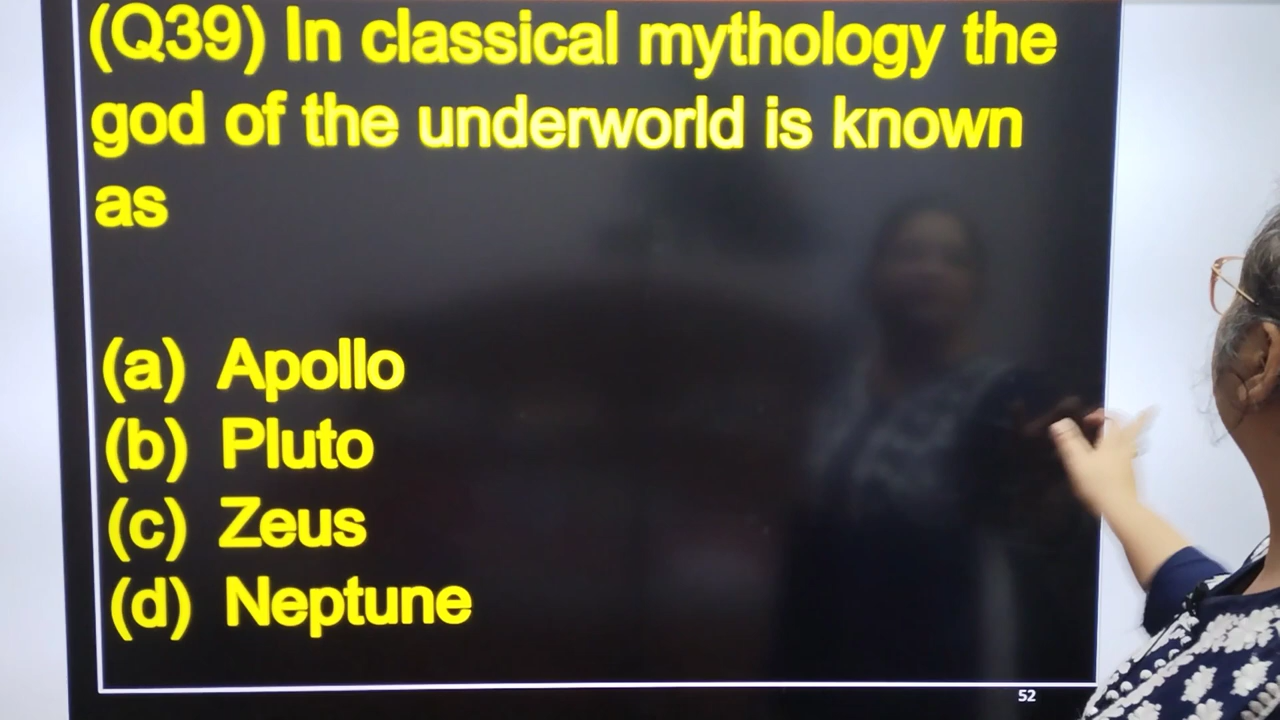 (Q39) In classical mythology the
god of the underworld is known
as
(a) Apollo
(b) Pluto
(c) Zeus
(d) Neptune
52